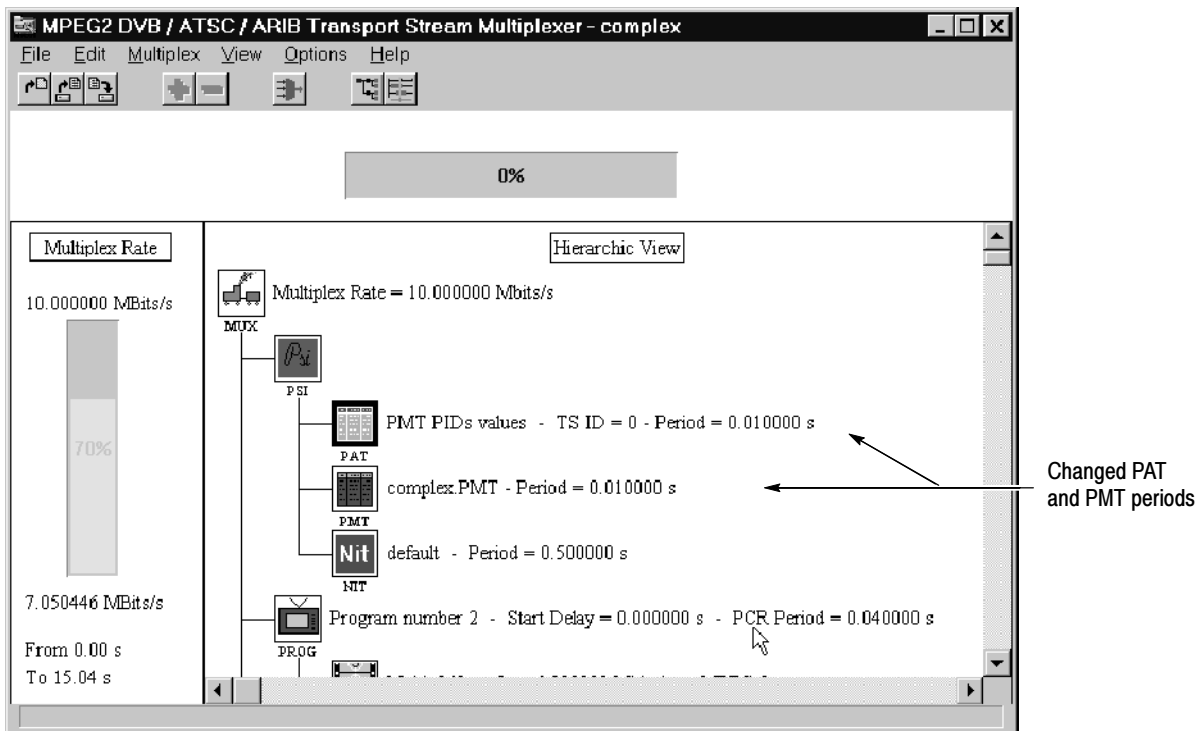 MPEG2 DVB / ATSC / ARIB Transport Stream Multiplexer - complex
File Edit Multiplex View Options Help
0%
Multiplex Rate
10.000000 MBits/s
70%
7.050446 MBits/s
From 0.00 s
To 15.04 s
Hierarchic View
MUX
Multiplex Rate = 10.000000 Mbits/s
Psi
PSI
PAT
PMT PIDs values - TS ID = 0 - Period = 0.010000 s
PMT
complex.PMT - Period = 0.010000 s
Nit
NIT
default - Period = 0.500000 s
PROG
Program number 2 - Start Delay = 0.000000 s - PCR Period = 0.040000 s
Changed PAT
and PMT periods